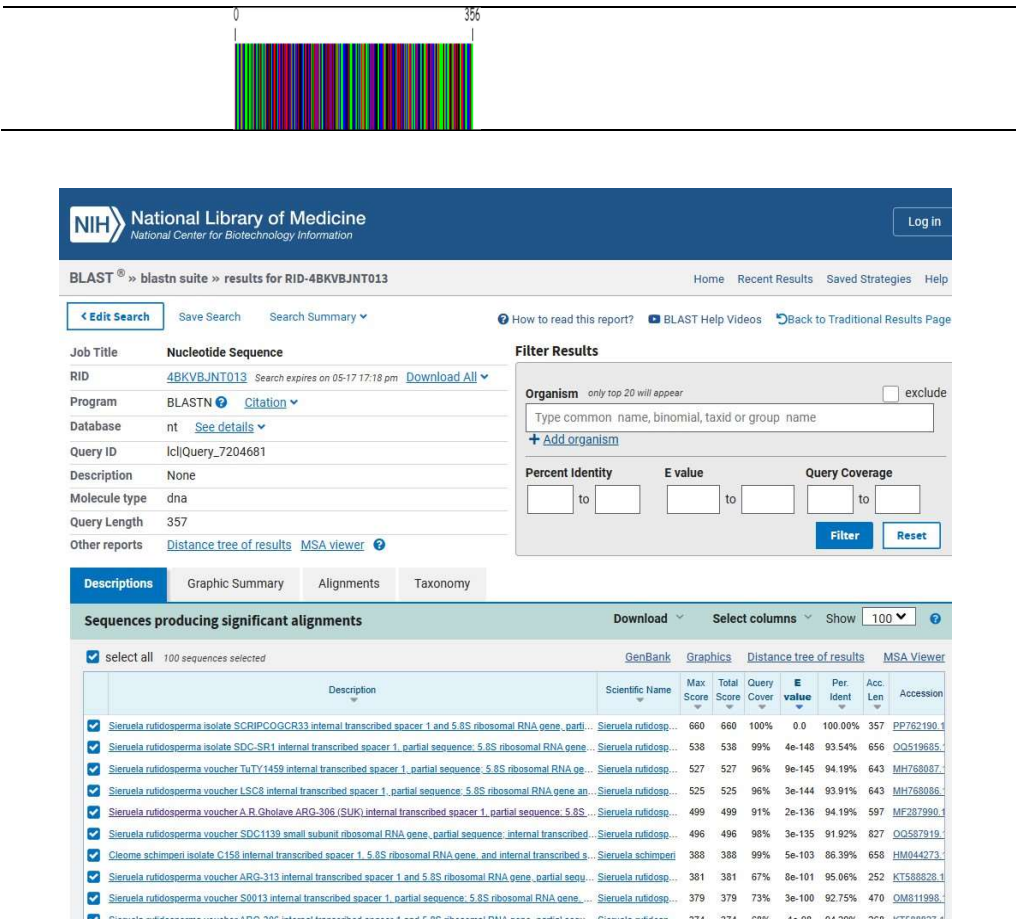 0 356
NIH National Library of Medicine
National Center for Biotechnology Information
Log in
BLAST ® » blastn suite » results for RID-4BKVBJNT013 Home Recent Results Saved Strategies Help
< Edit Search Save Search Search Summary How to read this report? BLAST Help Videos Back to Traditional Results Page
Job Title Nucleotide Sequence
RID 4BKVBJNT013 Search expires on 05-17 17:18 pm Download All
Program BLASTN Citation
Database nt See details
Query ID lcl|Query_7204681
Description None
Molecule type dna
Query Length 357
Other reports Distance tree of results MSA viewer
Filter Results
Organism only top 20 will appear exclude
Type common name, binomial, taxid or group name
+ Add organism
Percent Identity E value Query Coverage
to to to
Filter Reset
Descriptions Graphic Summary Alignments Taxonomy
Sequences producing significant alignments Download Select columns Show 100
select all 100 sequences selected GenBank Graphics Distance tree of results MSA Viewer
Description Scientific Name Max Score Total Score Query Cover E value Per. Ident Acc. Len Accession
Sieruela rutidosperma isolate SCRIPCOGCR33 internal transcribed spacer 1 and 5.8S ribosomal RNA gene, parti... Sieruela rutidosp... 660 660 100% 0.0 100.00% 357 PP762190.1
Sieruela rutidosperma isolate SDC-SR1 internal transcribed spacer 1, partial sequence; 5.8S ribosomal RNA gene... Sieruela rutidosp... 538 538 99% 4e-148 93.54% 656 OQ519685.
Sieruela rutidosperma voucher TuTY1459 internal transcribed spacer 1, partial sequence; 5.8S ribosomal RNA ge... Sieruela rutidosp... 527 527 96% 9e-145 94.19% 643 MH768087.
Sieruela rutidosperma voucher LSC8 internal transcribed spacer 1, partial sequence; 5.8S ribosomal RNA gene an... Sieruela rutidosp... 525 525 96% 3e-144 93.91% 643 MH768086.
Sieruela rutidosperma voucher A.R.Gholave ARG-306 (SUK) internal transcribed spacer 1, partial sequence; 5.8S ... Sieruela rutidosp... 499 499 91% 2e-136 94.19% 597 MF287990.1
Sieruela rutidosperma voucher SDC1139 small subunit ribosomal RNA gene, partial sequence; internal transcribed... Sieruela rutidosp... 496 496 98% 3e-135 91.92% 827 OQ587919.
Cleome schimperi isolate C158 internal transcribed spacer 1, 5.8S ribosomal RNA gene, and internal transcribed s... Sieruela schimperi 388 388 99% 5e-103 86.39% 658 HM044273.
Sieruela rutidosperma voucher ARG-313 internal transcribed spacer 1 and 5.8S ribosomal RNA gene, partial sequ... Sieruela rutidosp... 381 381 67% 8e-101 95.06% 252 KT588828.1
Sieruela rutidosperma voucher S0013 internal transcribed spacer 1, partial sequence; 5.8S ribosomal RNA gene, ... Sieruela rutidosp... 379 379 73% 3e-100 92.75% 470 OM811998.